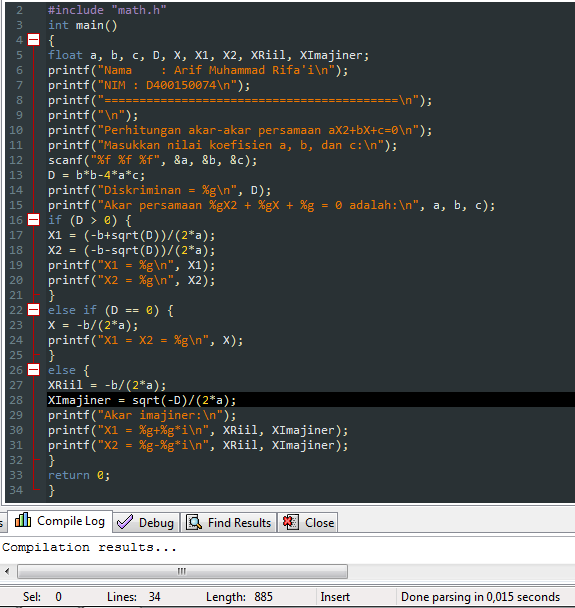 2 #include "math.h"
3 int main()
4 {
5 float a, b, c, D, X, X1, X2, XRiil, XImajiner;
6 printf("Nama    : Arif Muhammad Rifa'i\n");
7 printf("NIM : D400150074\n");
8 printf("==========================================\n");
9 printf("\n");
10 printf("Perhitungan akar-akar persamaan aX2+bX+c=0\n");
11 printf("Masukkan nilai koefisien a, b, dan c:\n");
12 scanf("%f %f %f", &a, &b, &c);
13 D = b*b-4*a*c;
14 printf("Diskriminan = %g\n", D);
15 printf("Akar persamaan %gX2 + %gX + %g = 0 adalah:\n", a, b, c);
16 if (D > 0) {
17 X1 = (-b+sqrt(D))/(2*a);
18 X2 = (-b-sqrt(D))/(2*a);
19 printf("X1 = %g\n", X1);
20 printf("X2 = %g\n", X2);
21 }
22 else if (D == 0) {
23 X = -b/(2*a);
24 printf("X1 = X2 = %g\n", X);
25 }
26 else {
27 XRiil = -b/(2*a);
28 XImajiner = sqrt(-D)/(2*a);
29 printf("Akar imajiner:\n");
30 printf("X1 = %g+%g*i\n", XRiil, XImajiner);
31 printf("X2 = %g-%g*i\n", XRiil, XImajiner);
32 }
33 return 0;
34 }
s Compile Log Debug Find Results Close
Compilation results...
Sel: 0 Lines: 34 Length: 885 Insert Done parsing in 0,015 seconds